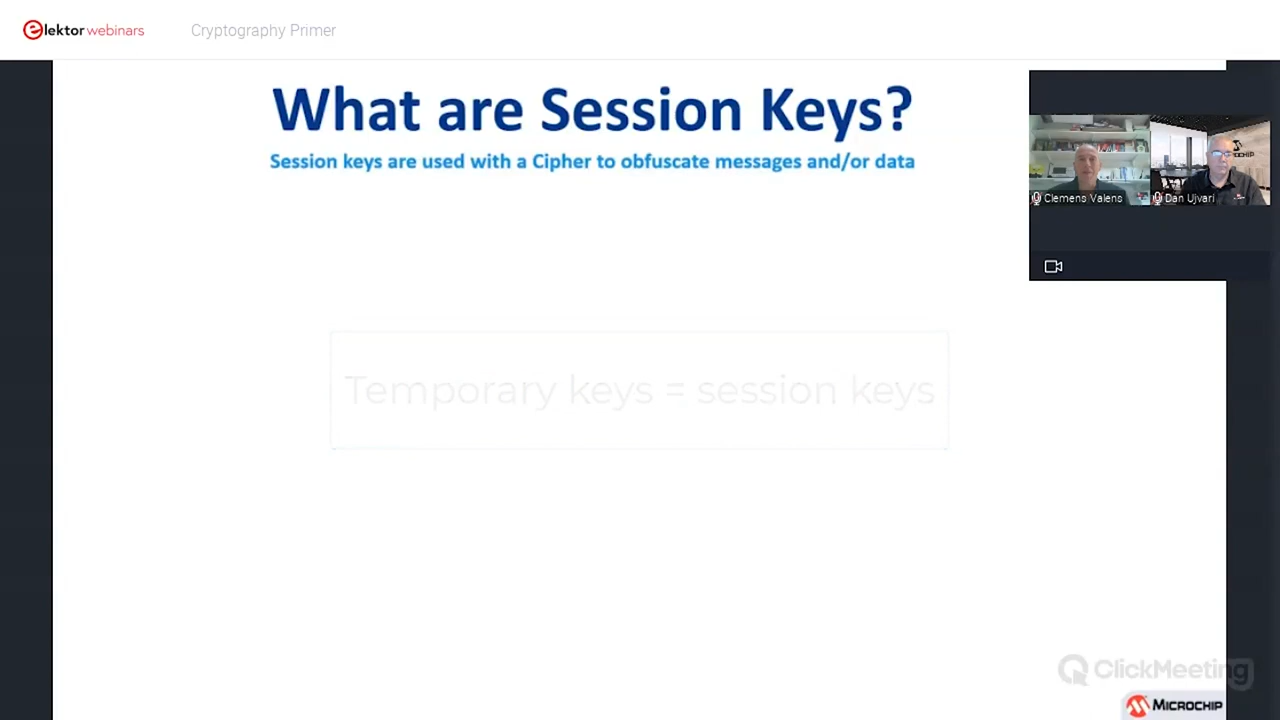 elektor webinars
Cryptography Primer
What are Session Keys?
Session keys are used with a Cipher to obfuscate messages and/or data
MICROCHIP
Clemens Valens
Dan Ujvari
Temporary keys = session keys
ClickMeeting
MICROCHIP